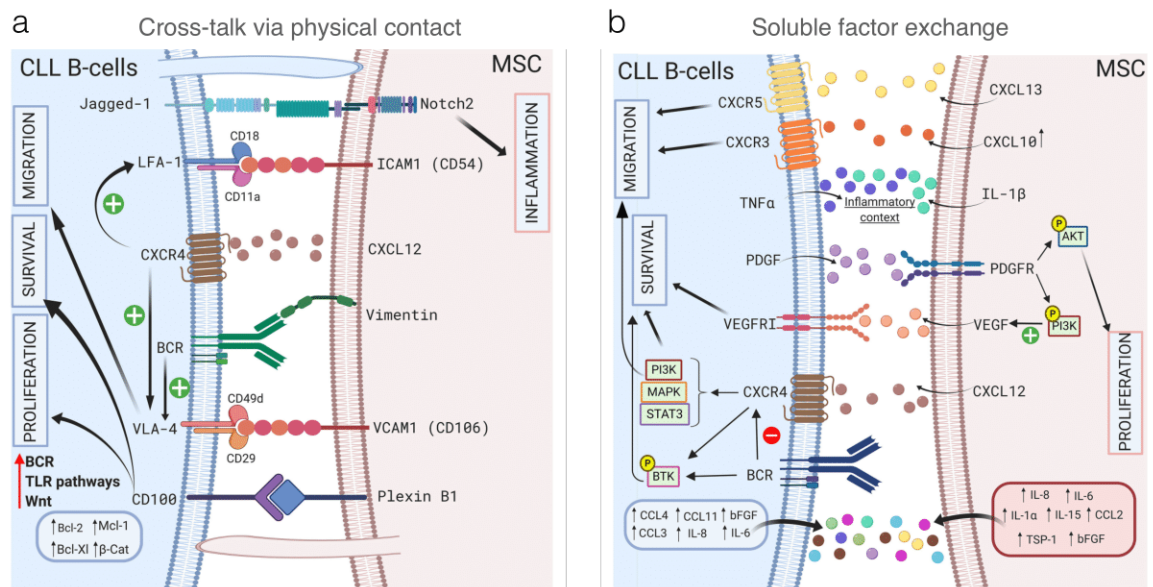 a
Cross-talk via physical contact
CLL B-cells
MSC
Jagged-1
Notch2
MIGRATION
CD18
LFA-1
ICAM1 (CD54)
CD11a
INFLAMMATION
+
CXCR4
CXCL12
SURVIVAL
+
Vimentin
BCR
+
PROLIFERATION
CD49d
VLA-4
VCAM1 (CD106)
CD29
BCR
TLR pathways
Wnt
CD100
Plexin B1
↑Bcl-2 ↑Mcl-1
↑Bcl-Xl ↑β-Cat
b
Soluble factor exchange
CLL B-cells
MSC
CXCR5
CXCL13
MIGRATION
CXCR3
CXCL10↑
TNFα
Inflammatory
context
IL-1β
P
AKT
SURVIVAL
PDGF
PDGFR
P
PI3K
VEGFRI
VEGF
+
PROLIFERATION
PI3K
MAPK
STAT3
CXCR4
CXCL12
−
P
BTK
BCR
↑CCL4 ↑CCL11 ↑bFGF
↑CCL3 ↑IL-8 ↑IL-6
↑IL-8 ↑IL-6
↑IL-1α ↑IL-15 ↑CCL2
↑TSP-1 ↑bFGF